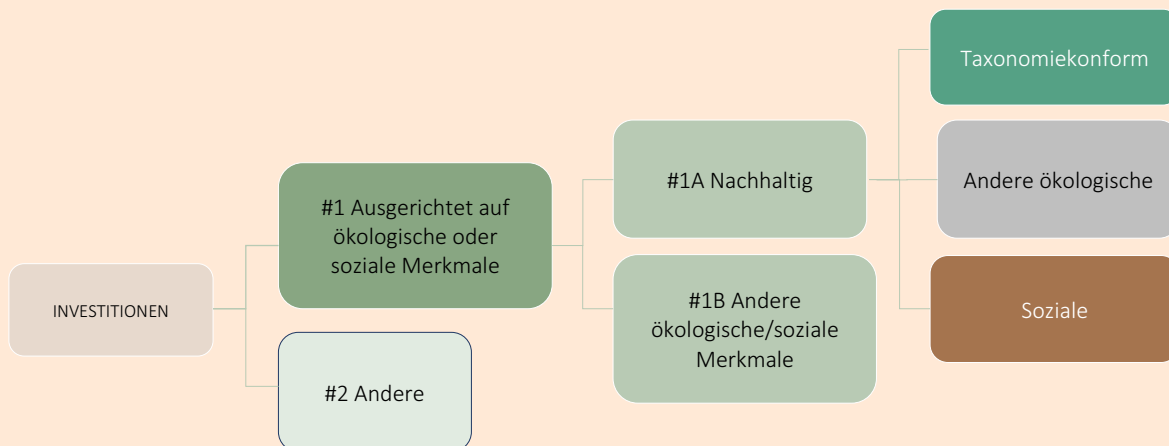 INVESTITIONEN
#1 Ausgerichtet auf
ökologische oder
soziale Merkmale
#2 Andere
#1A Nachhaltig
#1B Andere
ökologische/soziale
Merkmale
Taxonomiekonform
Andere ökologische
Soziale